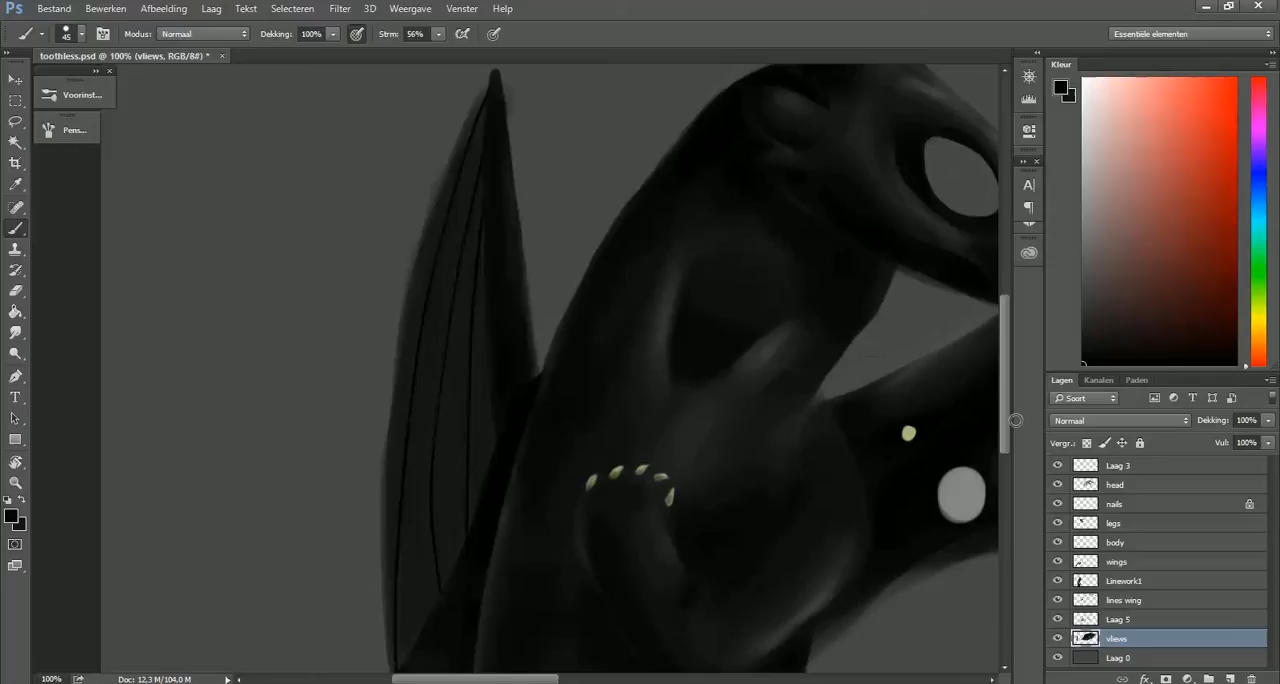 Ps Bestand Bewerken Afbeelding Laag Tekst Selecteren Filter 3D Weergave Venster Help
45 Modus: Normaal Dekking: 100% Strm: 56% Essentiële elementen
toothless.psd @ 100% (vliews, RGB/8#) * ×
Voorinst...
Pens...
Kleur
Lagen Kanalen Paden
Soort
Normaal Dekking: 100%
Vergr.: Vul: 100%
Laag 3
head
nails
legs
body
wings
Linework1
lines wing
Laag 5
vliews
Laag 0
100% Doc: 12,3 M/104,0 M